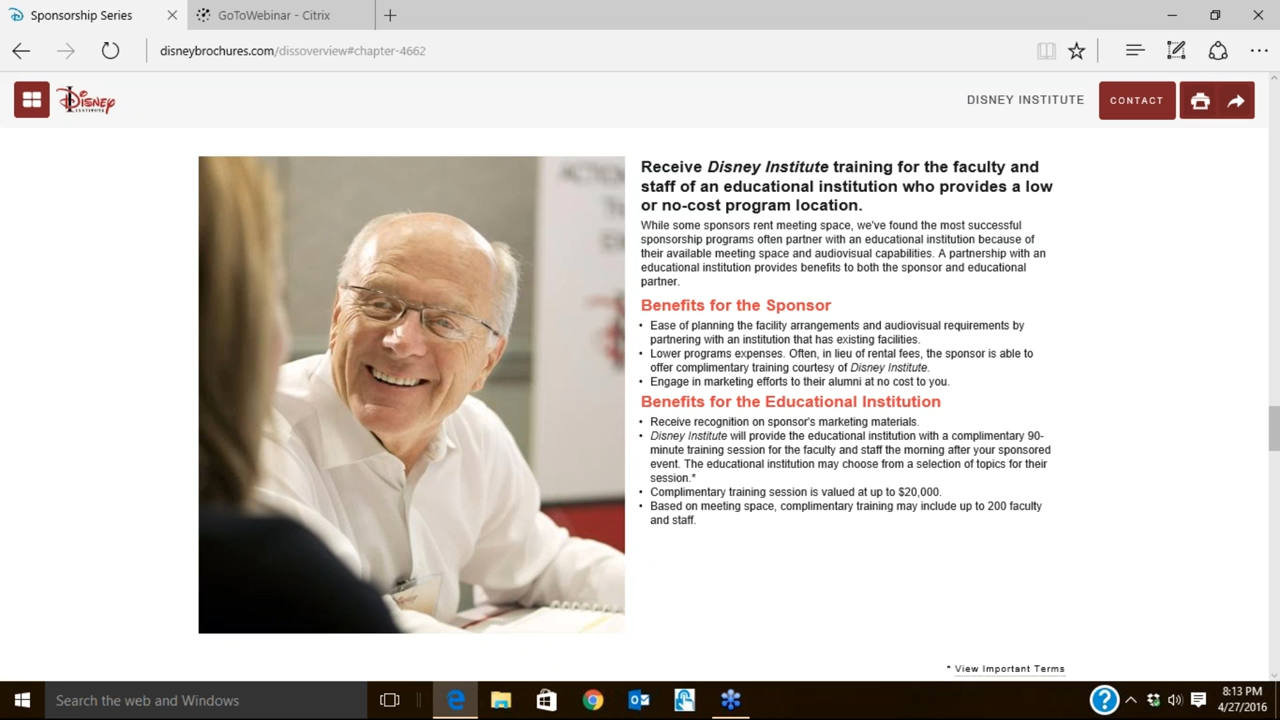 Sponsorship Series
GoToWebinar - Citrix
disneybrochures.com/dissoverview#chapter-4662
Disney
INSTITUTE
DISNEY INSTITUTE
CONTACT
Receive Disney Institute training for the faculty and
staff of an educational institution who provides a low
or no-cost program location.
While some sponsors rent meeting space, we've found the most successful
sponsorship programs often partner with an educational institution because of
their available meeting space and audiovisual capabilities. A partnership with an
educational institution provides benefits to both the sponsor and educational
partner.
Benefits for the Sponsor
• Ease of planning the facility arrangements and audiovisual requirements by
partnering with an institution that has existing facilities.
• Lower programs expenses. Often, in lieu of rental fees, the sponsor is able to
offer complimentary training courtesy of Disney Institute.
• Engage in marketing efforts to their alumni at no cost to you.
Benefits for the Educational Institution
• Receive recognition on sponsor's marketing materials.
• Disney Institute will provide the educational institution with a complimentary 90-
minute training session for the faculty and staff the morning after your sponsored
event. The educational institution may choose from a selection of topics for their
session.*
• Complimentary training session is valued at up to $20,000.
• Based on meeting space, complimentary training may include up to 200 faculty
and staff.
* View Important Terms
Search the web and Windows
8:13 PM
4/27/2016